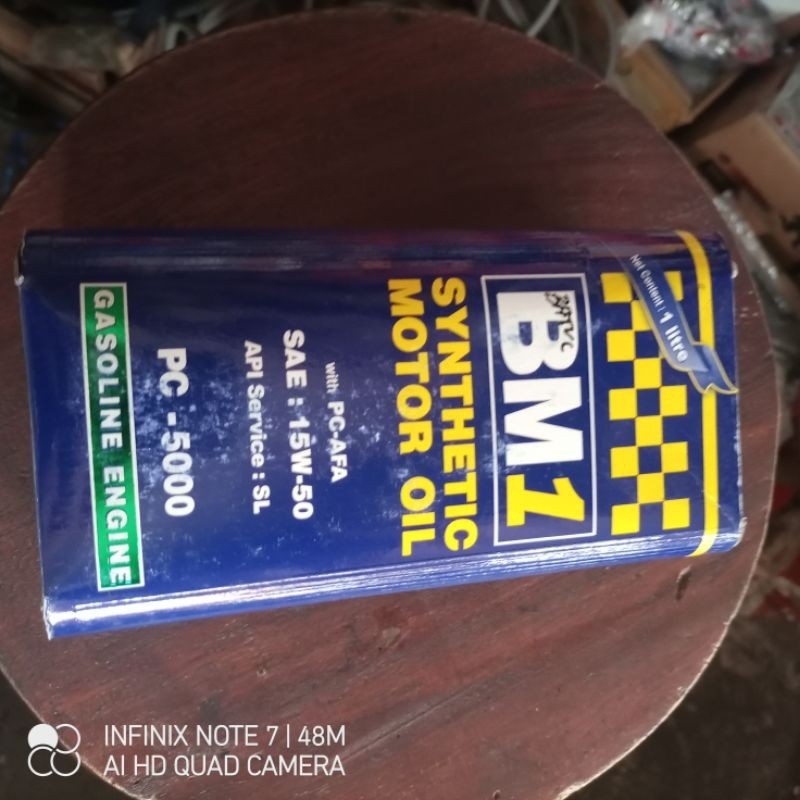 Net Content : 1 litre
BM1
SYNTHETIC
MOTOR OIL
with PC-AFA
SAE : 15W-50
API Service : SL
PC - 5000
GASOLINE ENGINE
INFINIX NOTE 7 | 48M
AI HD QUAD CAMERA